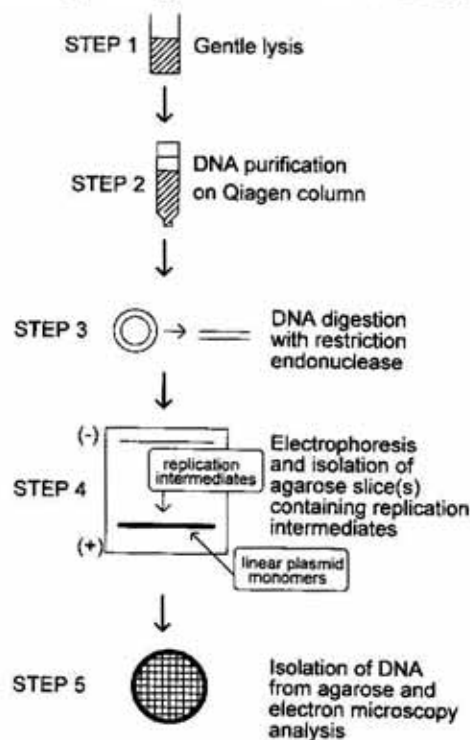 STEP 1
Gentle lysis
STEP 2
DNA purification
on Qiagen column
STEP 3
DNA digestion
with restriction
endonuclease
STEP 4
(-)
replication
intermediates
(+)
linear plasmid
monomers
Electrophoresis
and isolation of
agarose slice(s)
containing replication
intermediates
STEP 5
Isolation of DNA
from agarose and
electron microscopy
analysis